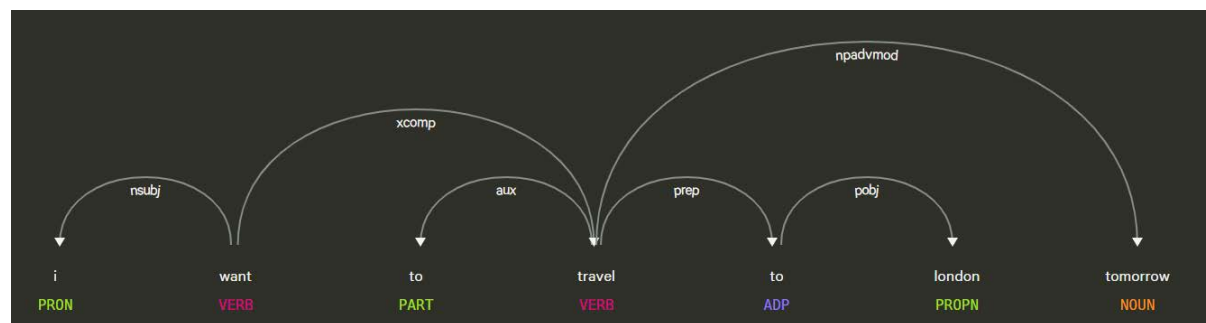 npadvmod
xcomp
nsubj aux prep pobj
i want to travel to london tomorrow
PRON VERB PART VERB ADP PROPN NOUN